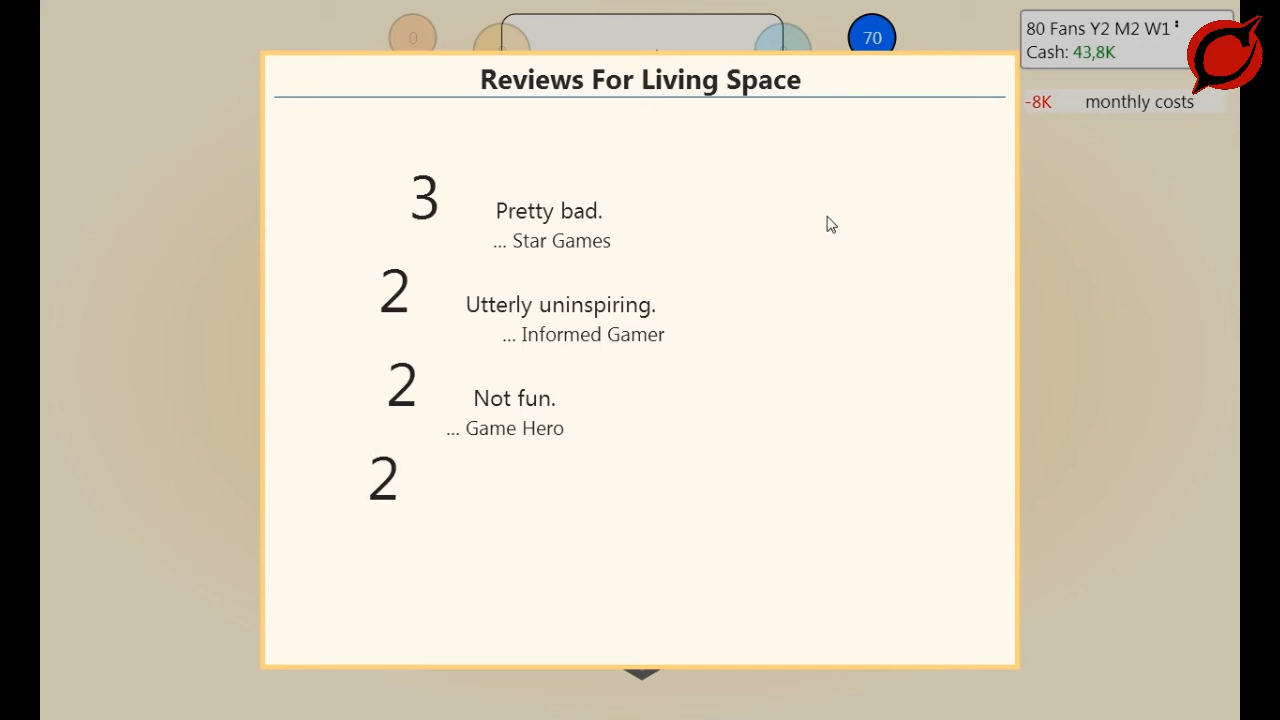 0
70
80 Fans Y2 M2 W1
Cash: 43,8K
-8K monthly costs
Reviews For Living Space
3 Pretty bad.
... Star Games
2 Utterly uninspiring.
... Informed Gamer
2 Not fun.
... Game Hero
2